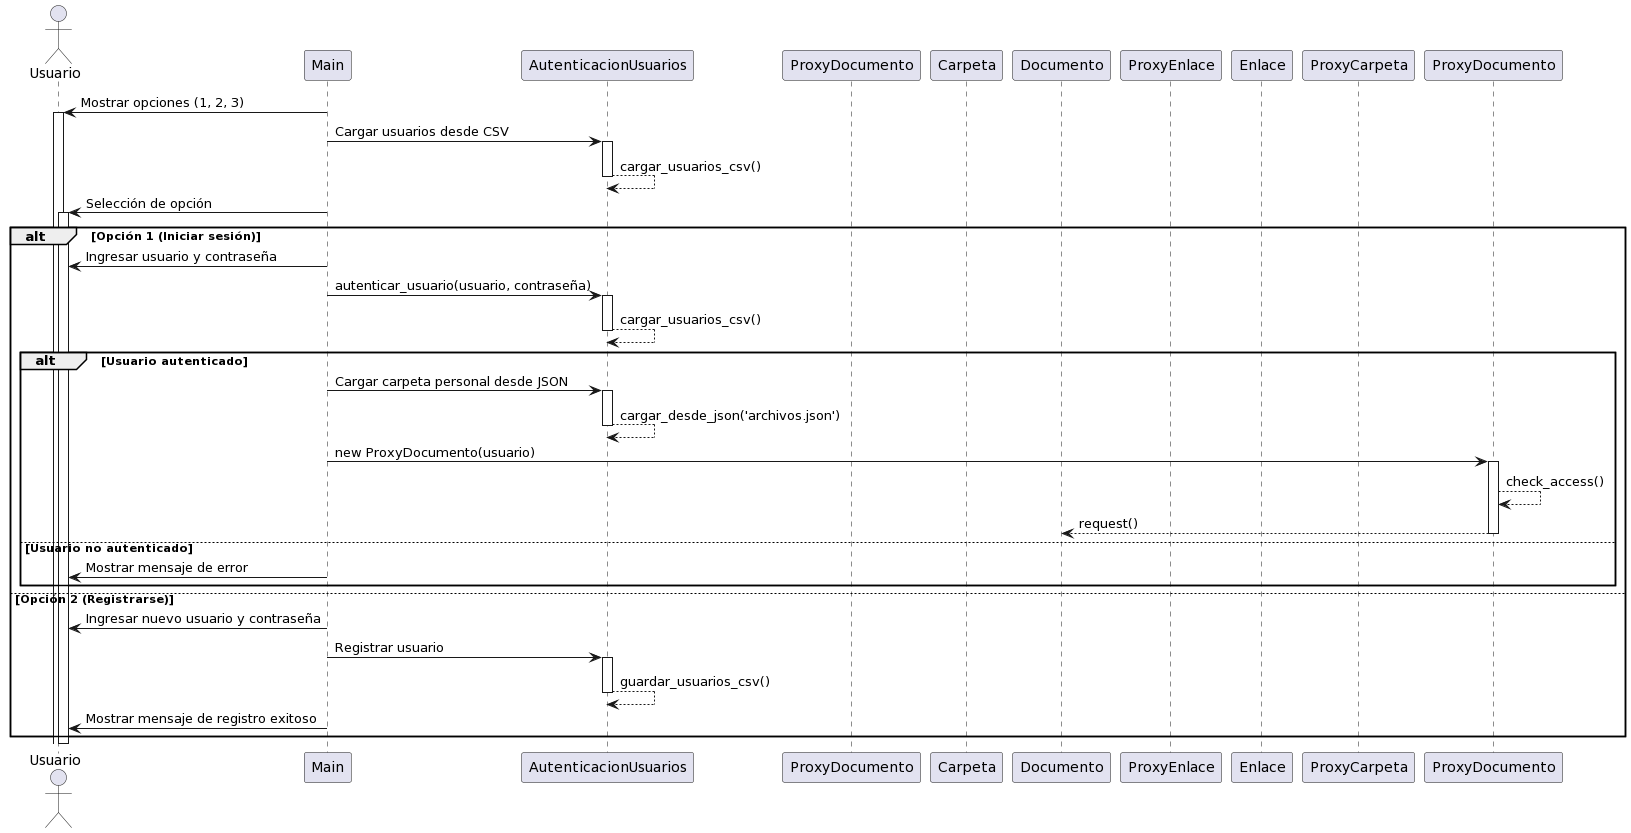 Usuario
Main
AutenticacionUsuarios
ProxyDocumento
Carpeta
Documento
ProxyEnlace
Enlace
ProxyCarpeta
ProxyDocumento
Mostrar opciones (1, 2, 3)
Cargar usuarios desde CSV
cargar_usuarios_csv()
Selección de opción
alt [Opción 1 (Iniciar sesión)]
Ingresar usuario y contraseña
autenticar_usuario(usuario, contraseña)
cargar_usuarios_csv()
alt [Usuario autenticado]
Cargar carpeta personal desde JSON
cargar_desde_json('archivos.json')
new ProxyDocumento(usuario)
check_access()
request()
[Usuario no autenticado]
Mostrar mensaje de error
[Opción 2 (Registrarse)]
Ingresar nuevo usuario y contraseña
Registrar usuario
guardar_usuarios_csv()
Mostrar mensaje de registro exitoso
Usuario
Main
AutenticacionUsuarios
ProxyDocumento
Carpeta
Documento
ProxyEnlace
Enlace
ProxyCarpeta
ProxyDocumento